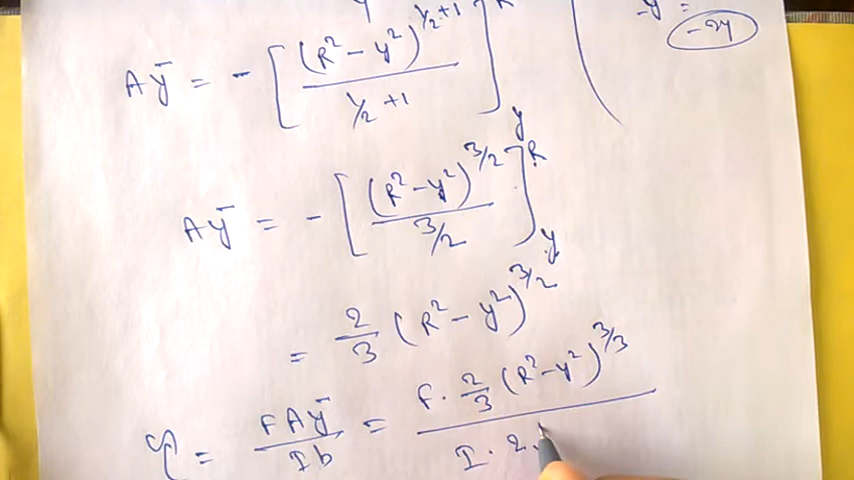 -y =
-2y
Aȳ = - [ (R² - y²)^(1/2+1) / (1/2+1) ]_y^R
Aȳ = - [ (R² - y²)^(3/2) / (3/2) ]_y^R
= 2/3 (R² - y²)^(3/2)
τ = FAȳ / Ib = F · 2/3 (R² - y²)^(3/3) / I · 2.